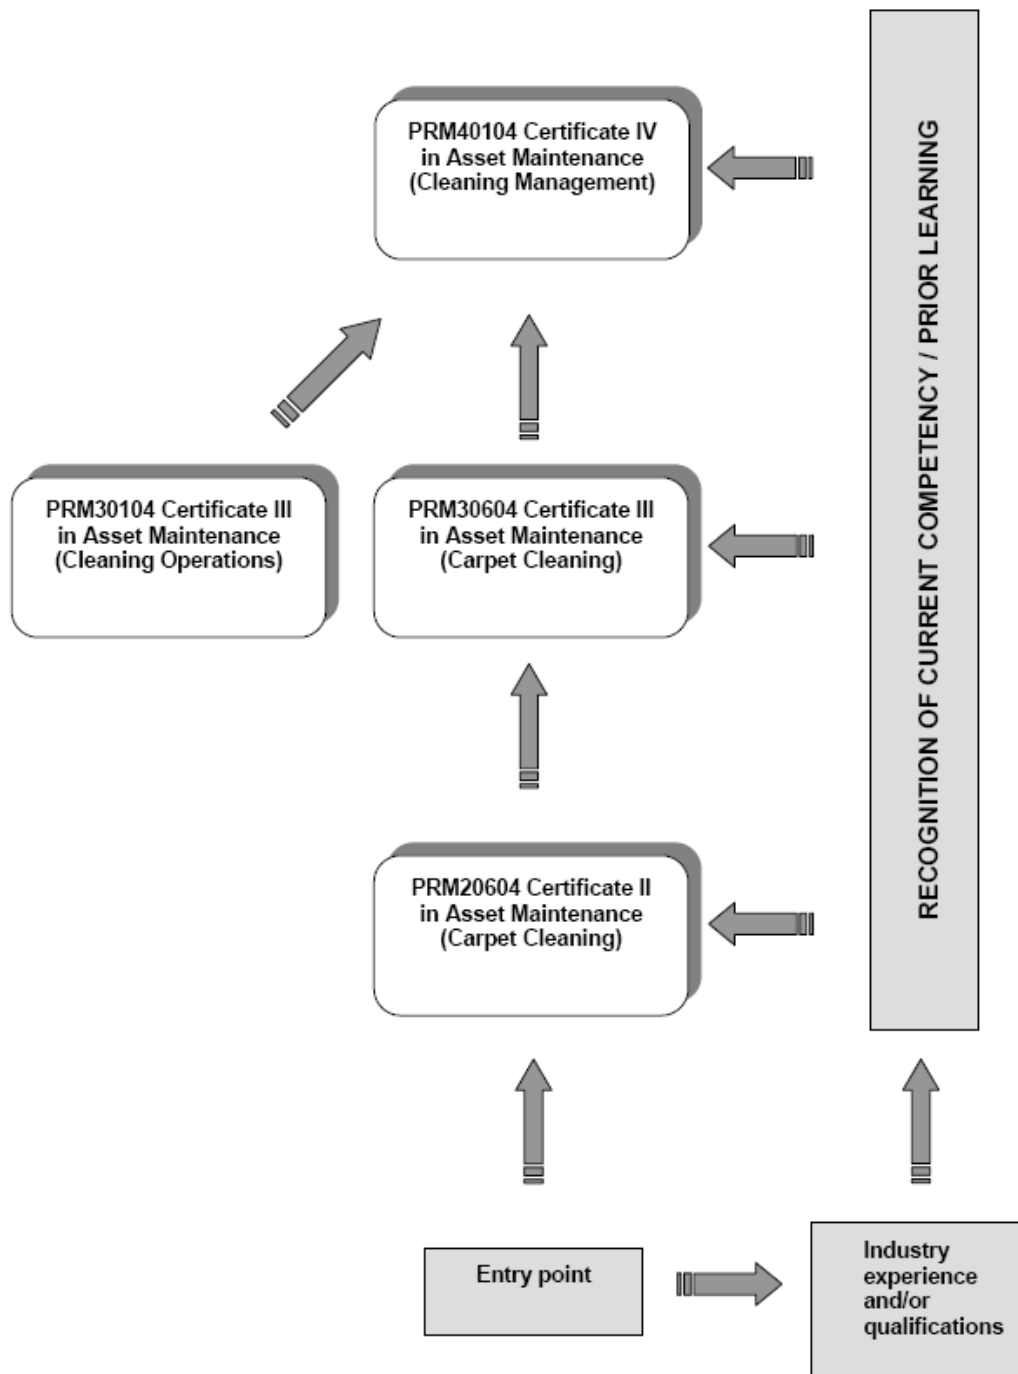 PRM40104 Certificate IV
in Asset Maintenance
(Cleaning Management)
RECOGNITION OF CURRENT COMPETENCY / PRIOR LEARNING
PRM30104 Certificate III
in Asset Maintenance
(Cleaning Operations)
PRM30604 Certificate III
in Asset Maintenance
(Carpet Cleaning)
PRM20604 Certificate II
in Asset Maintenance
(Carpet Cleaning)
Entry point
Industry
experience
and/or
qualifications